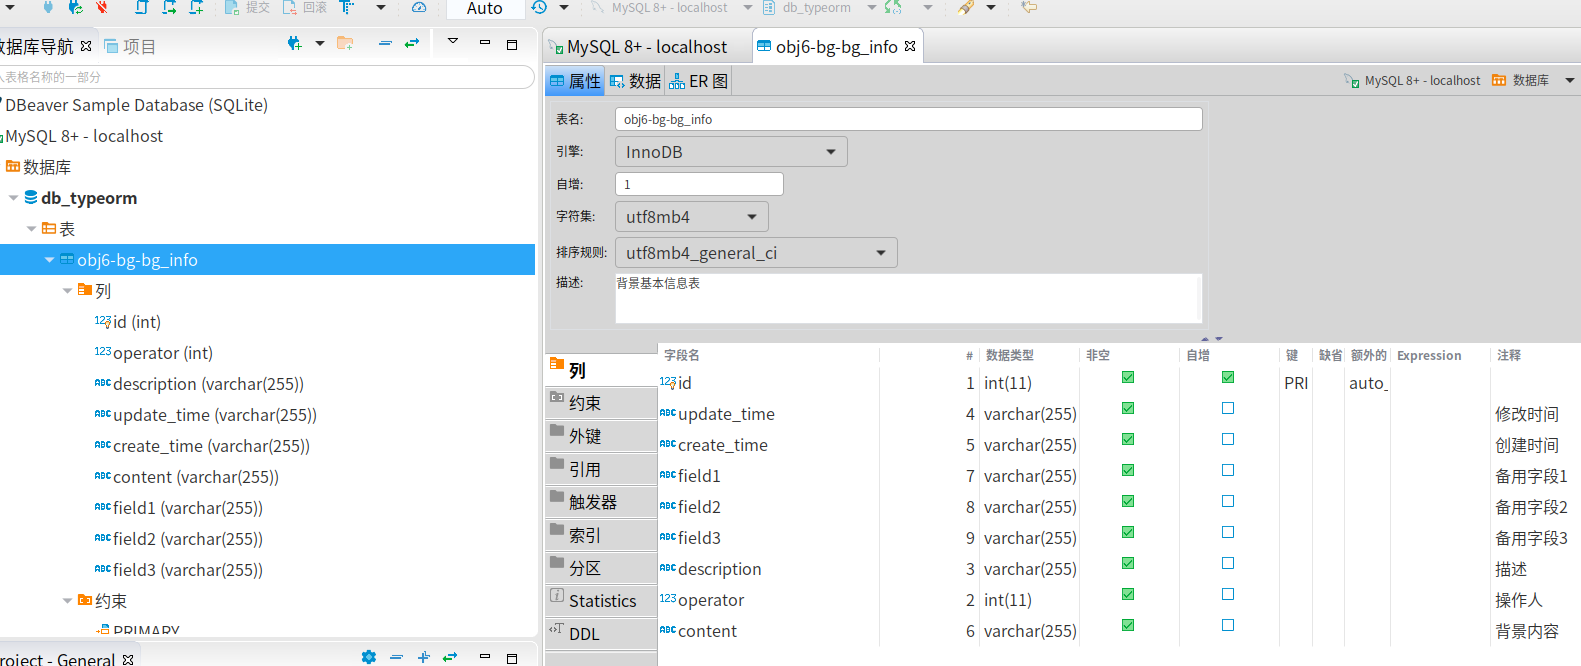 提交
回滚
Auto
MySQL 8+ - localhost
db_typeorm
数据库导航
项目
入表格名称的一部分
DBeaver Sample Database (SQLite)
MySQL 8+ - localhost
数据库
db_typeorm
表
obj6-bg-bg_info
列
id (int)
operator (int)
description (varchar(255))
update_time (varchar(255))
create_time (varchar(255))
content (varchar(255))
field1 (varchar(255))
field2 (varchar(255))
field3 (varchar(255))
约束
PRIMARY
roject - General
MySQL 8+ - localhost
obj6-bg-bg_info
属性 数据 ER 图
MySQL 8+ - localhost 数据库
表名: obj6-bg-bg_info
引擎: InnoDB
自增: 1
字符集: utf8mb4
排序规则: utf8mb4_general_ci
描述: 背景基本信息表
列
约束
外键
引用
触发器
索引
分区
Statistics
DDL
字段名 # 数据类型 非空 自增 键 缺省 额外的 Expression 注释
id 1 int(11) PRI auto_
update_time 4 varchar(255) 修改时间
create_time 5 varchar(255) 创建时间
field1 7 varchar(255) 备用字段1
field2 8 varchar(255) 备用字段2
field3 9 varchar(255) 备用字段3
description 3 varchar(255) 描述
operator 2 int(11) 操作人
content 6 varchar(255) 背景内容